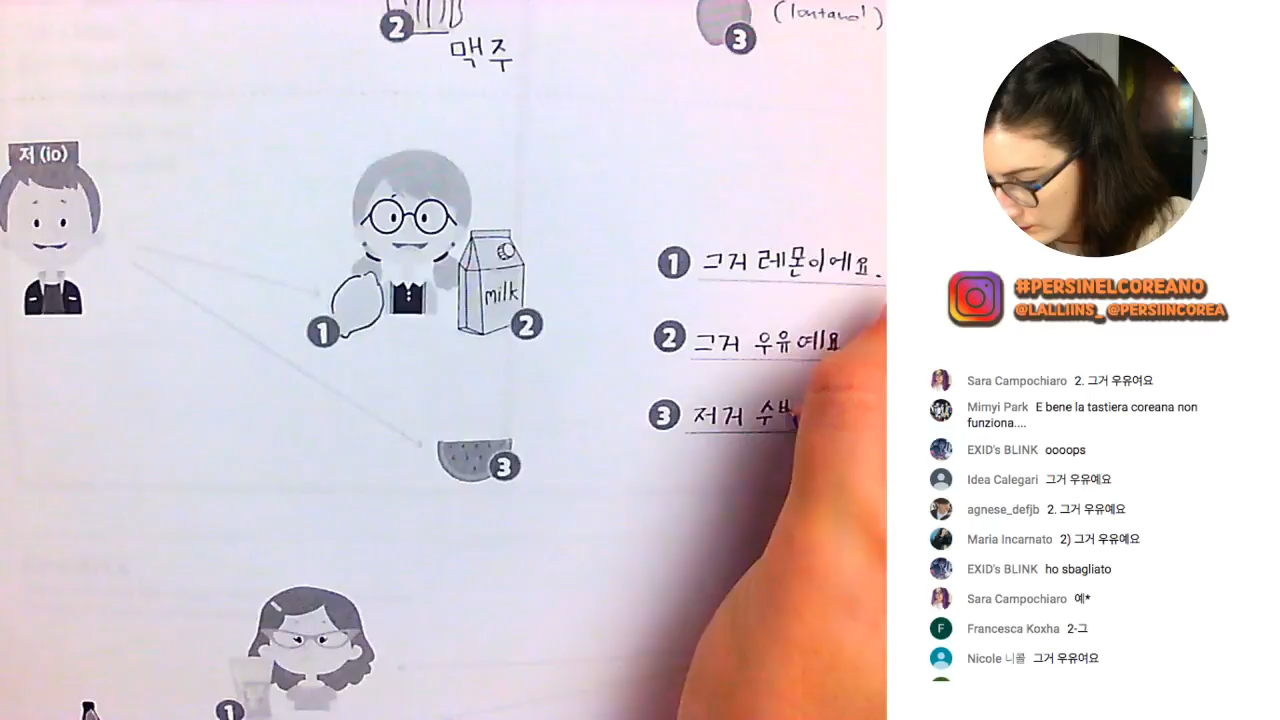 2
맥주
(lontano!)
3
저 (io)
milk
1
2
1 그거 레몬이에요.
2 그거 우유예요
3 저거 수바
3
1
#PERSINELCOREANO
@LALLIINS_ @PERSIINCOREA
Sara Campochiaro 2. 그거 우유여요
Mimyi Park E bene la tastiera coreana non
funziona....
EXID's BLINK oooops
Idea Calegari 그거 우유예요
agnese_defjb 2. 그거 우유예요
Maria Incarnato 2) 그거 우유예요
EXID's BLINK ho sbagliato
Sara Campochiaro 예*
F Francesca Koxha 2-그
Nicole 니콜 그거 우유여요